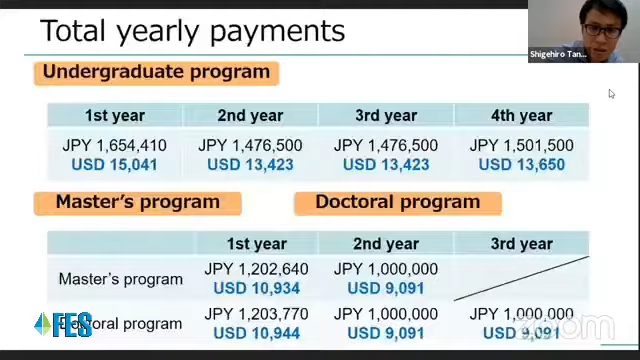 Total yearly payments
Shigehiro Tan...
Undergraduate program
1st year 2nd year 3rd year 4th year
JPY 1,654,410 JPY 1,476,500 JPY 1,476,500 JPY 1,501,500
USD 15,041 USD 13,423 USD 13,423 USD 13,650
Master's program Doctoral program
1st year 2nd year 3rd year
Master's program JPY 1,202,640 JPY 1,000,000
USD 10,934 USD 9,091
Doctoral program JPY 1,203,770 JPY 1,000,000 JPY 1,000,000
USD 10,944 USD 9,091 USD 9,091
FES
zoom